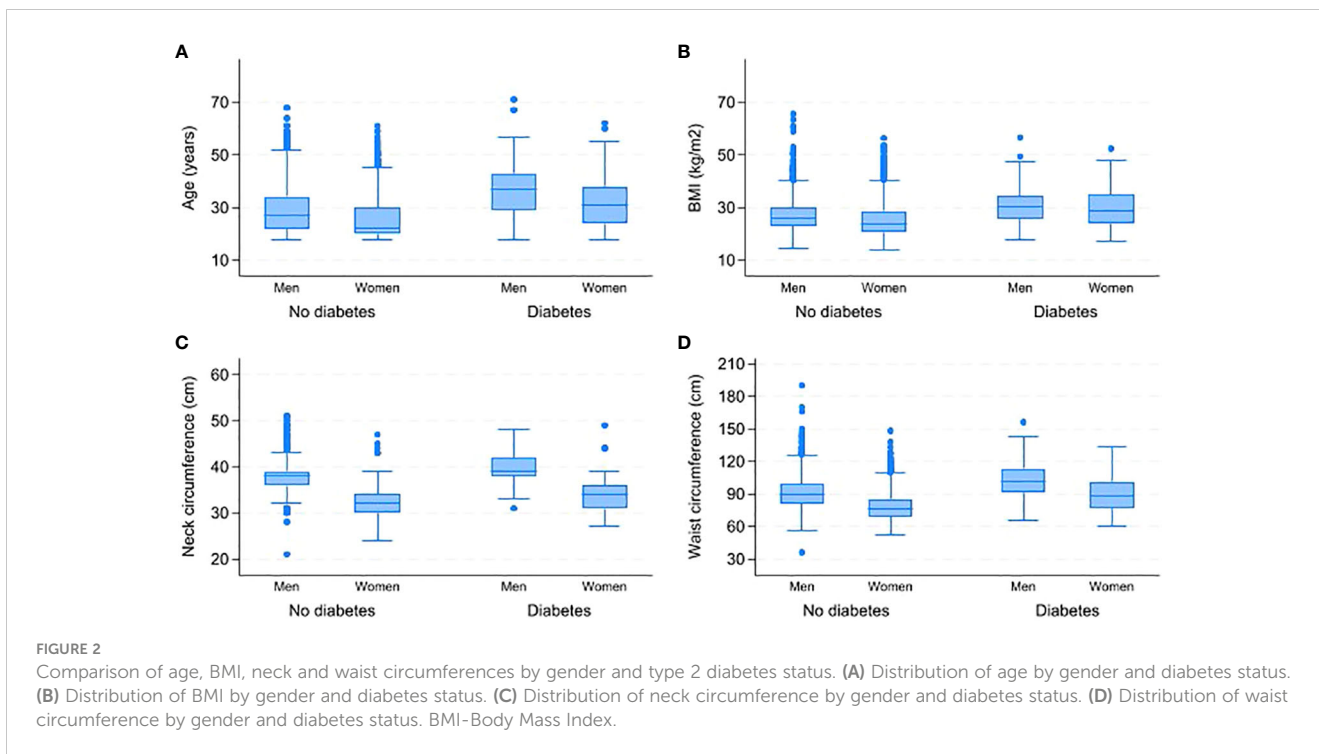 A
Age (years)
70
50
30
10
Men Women Men Women
No diabetes Diabetes
B
BMI (kg/m2)
70
50
30
10
Men Women Men Women
No diabetes Diabetes
C
Neck circumference (cm)
60
50
40
30
20
Men Women Men Women
No diabetes Diabetes
D
Waist circumference (cm)
210
180
150
120
90
60
30
Men Women Men Women
No diabetes Diabetes
FIGURE 2
Comparison of age, BMI, neck and waist circumferences by gender and type 2 diabetes status. (A) Distribution of age by gender and diabetes status.
(B) Distribution of BMI by gender and diabetes status. (C) Distribution of neck circumference by gender and diabetes status. (D) Distribution of waist
circumference by gender and diabetes status. BMI-Body Mass Index.